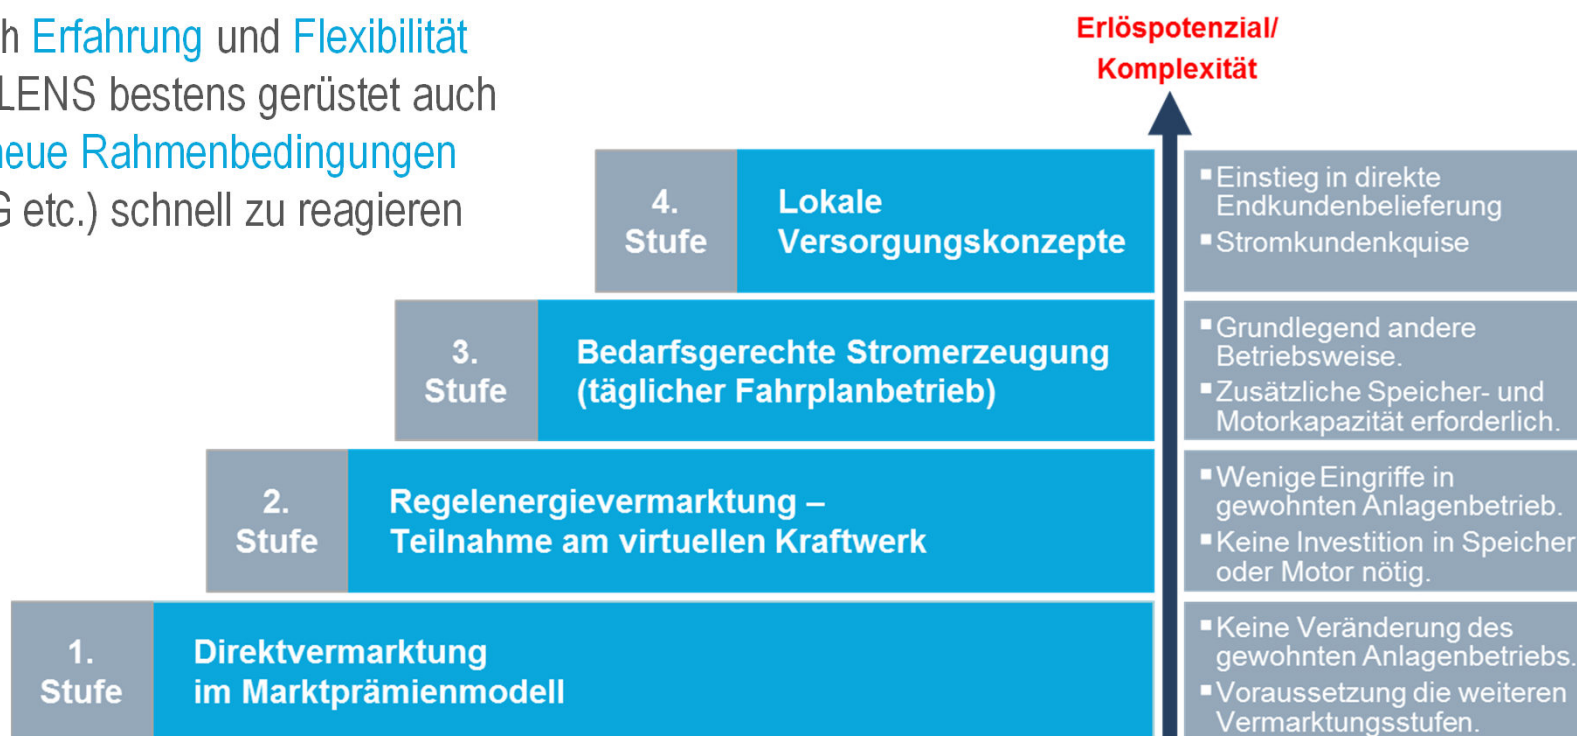 h Erfahrung und Flexibilität
LENS bestens gerüstet auch
neue Rahmenbedingungen
G etc.) schnell zu reagieren
Erlöspotenzial/
Komplexität
4.
Stufe
Lokale
Versorgungskonzepte
▪Einstieg in direkte
Endkundenbelieferung
▪Stromkundenkquise
3.
Stufe
Bedarfsgerechte Stromerzeugung
(täglicher Fahrplanbetrieb)
▪Grundlegend andere
Betriebsweise.
▪Zusätzliche Speicher- und
Motorkapazität erforderlich.
2.
Stufe
Regelenergievermarktung –
Teilnahme am virtuellen Kraftwerk
▪Wenige Eingriffe in
gewohnten Anlagenbetrieb.
▪Keine Investition in Speicher
oder Motor nötig.
1.
Stufe
Direktvermarktung
im Marktprämienmodell
▪Keine Veränderung des
gewohnten Anlagenbetriebs.
▪Voraussetzung die weiteren
Vermarktungsstufen.